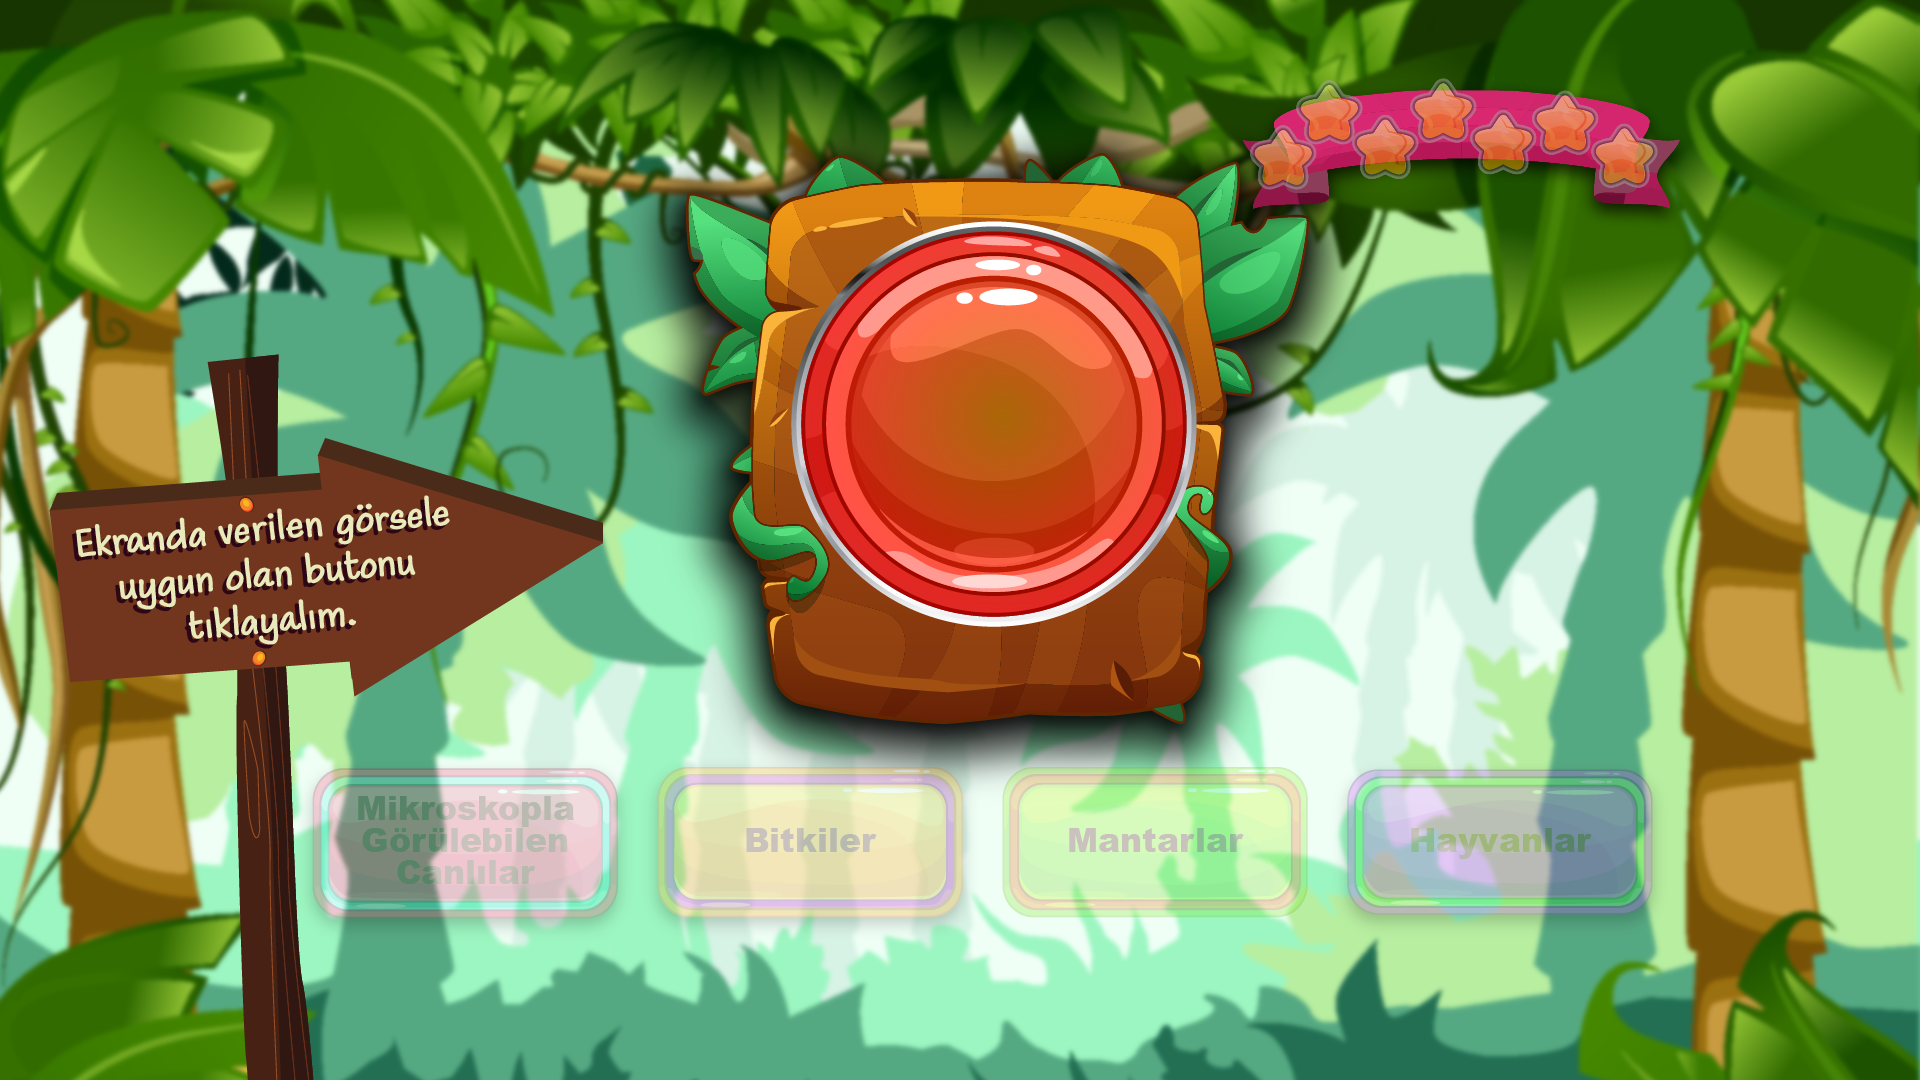 Ekranda verilen görsele
uygun olan butonu
tıklayalım.
Mikroskopla
Görülebilen
Canlılar
Bitkiler
Mantarlar
Hayvanlar